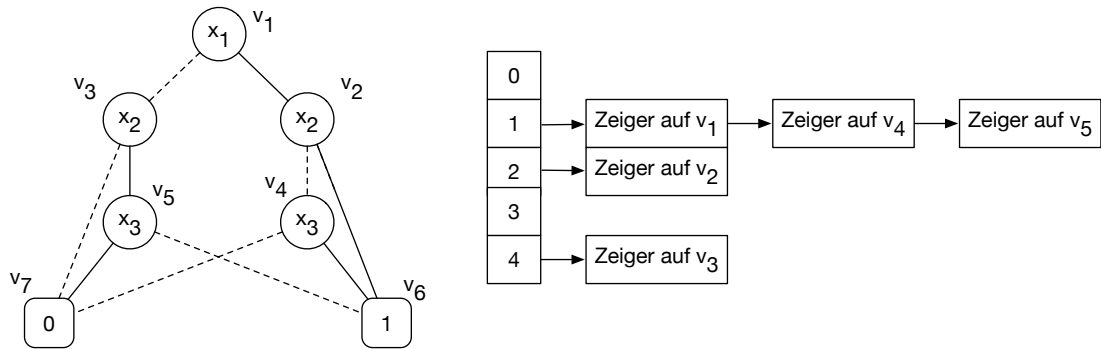 x1 v1
v3 v2
x2 x2
v5 v4
x3 x3
v7 v6
0 1
0
1 Zeiger auf v1 Zeiger auf v4 Zeiger auf v5
2 Zeiger auf v2
3
4 Zeiger auf v3